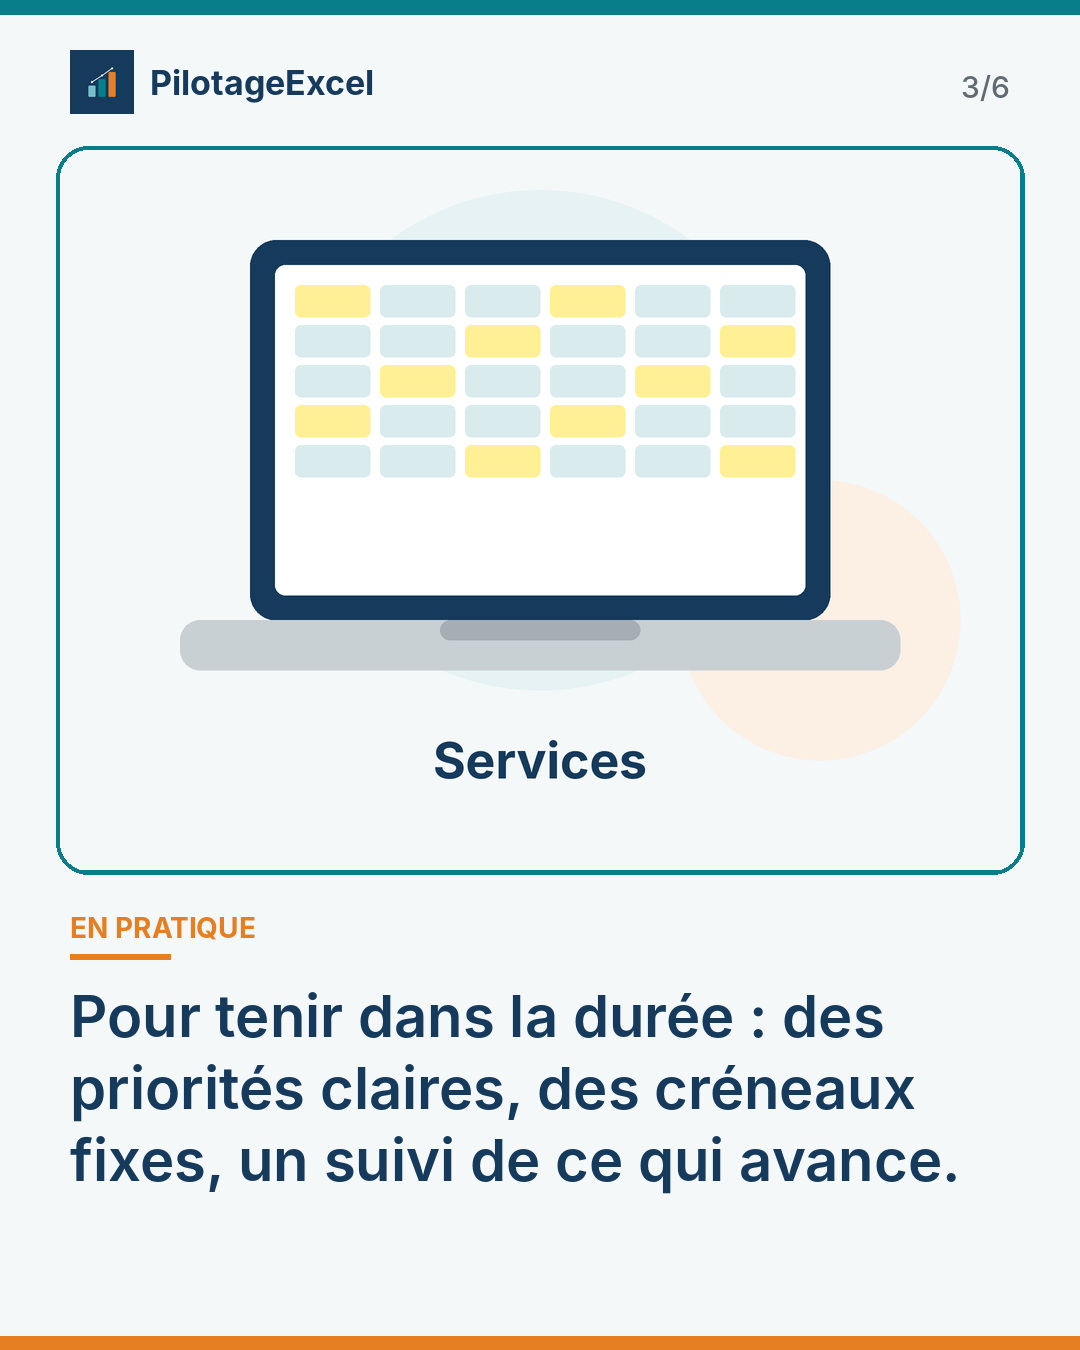 PilotageExcel
3/6
Services
EN PRATIQUE
Pour tenir dans la durée : des
priorités claires, des créneaux
fixes, un suivi de ce qui avance.